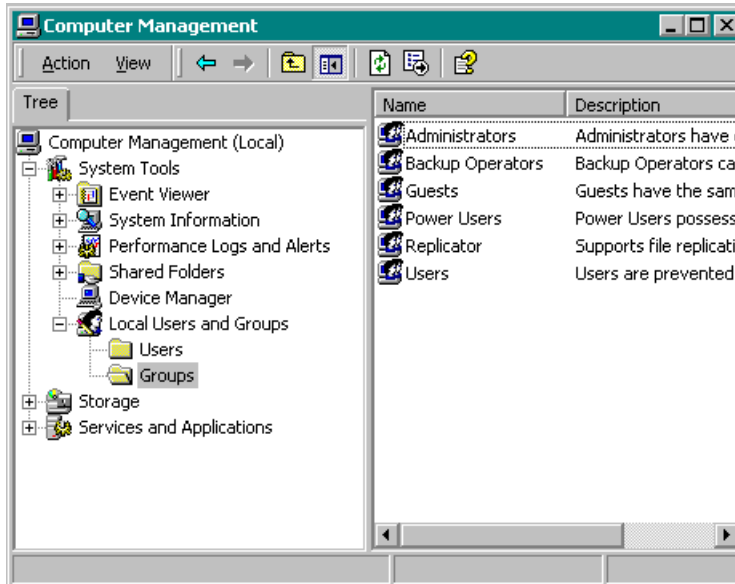 Computer Management
Action View
Tree
Computer Management (Local)
System Tools
Event Viewer
System Information
Performance Logs and Alerts
Shared Folders
Device Manager
Local Users and Groups
Users
Groups
Storage
Services and Applications
Name Description
Administrators Administrators have
Backup Operators Backup Operators ca
Guests Guests have the sam
Power Users Power Users possess
Replicator Supports file replicati
Users Users are prevented